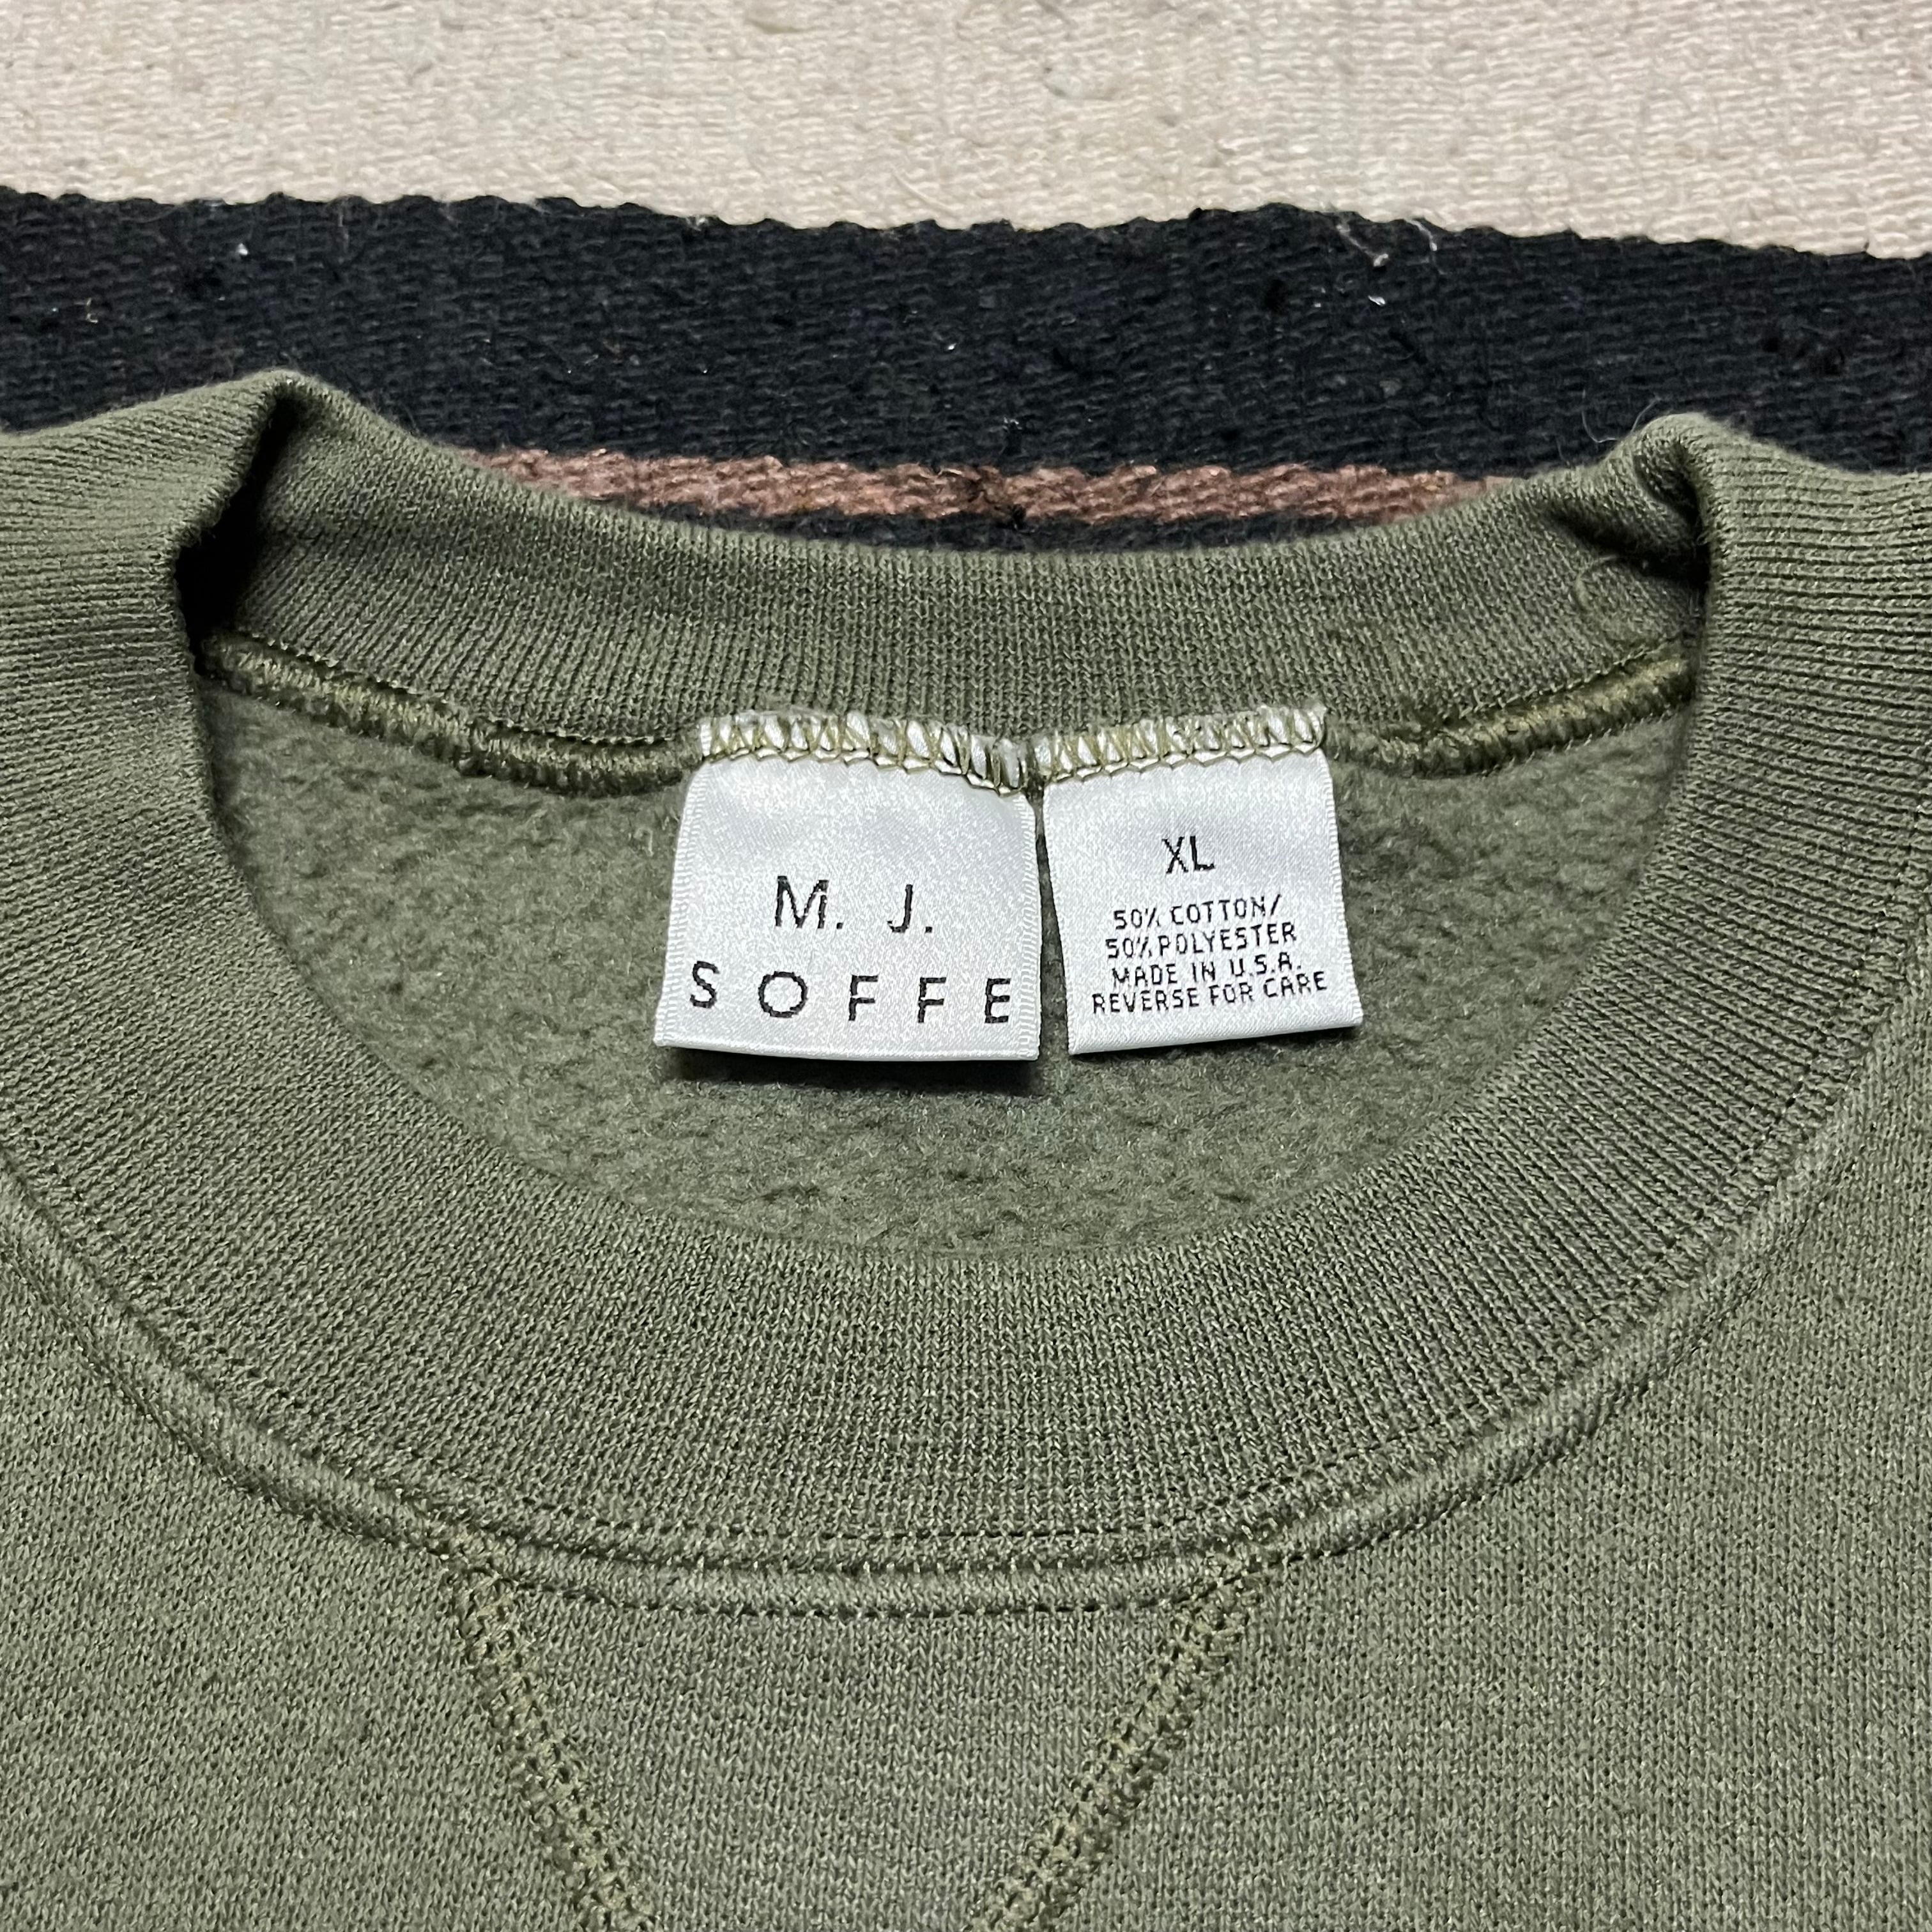 M. J.
SOFFE
XL
50% COTTON/
50% POLYESTER
MADE IN U.S.A.
REVERSE FOR CARE